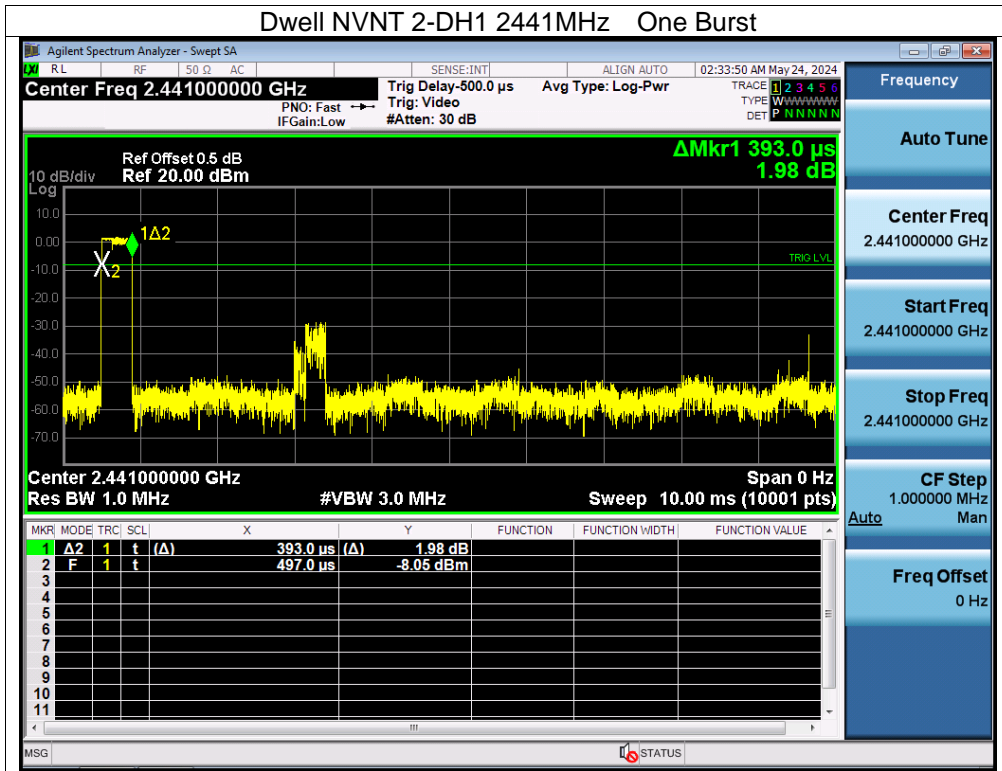 Dwell NVNT 2-DH1 2441MHz One Burst
Agilent Spectrum Analyzer - Swept SA
LXI RL RF 50 Ω AC SENSE:INT ALIGN AUTO 02:33:50 AM May 24, 2024
Center Freq 2.441000000 GHz
PNO: Fast
IFGain:Low
Trig Delay-500.0 µs
Trig: Video
#Atten: 30 dB
Avg Type: Log-Pwr
TRACE 1 2 3 4 5 6
TYPE WWWWWW
DET P N N N N N
ΔMkr1 393.0 µs
1.98 dB
Ref Offset 0.5 dB
10 dB/div Ref 20.00 dBm
Log
10.0
0.00
-10.0
-20.0
-30.0
-40.0
-50.0
-60.0
-70.0
1Δ2
X2
TRIG LVL
Center 2.441000000 GHz Span 0 Hz
Res BW 1.0 MHz #VBW 3.0 MHz Sweep 10.00 ms (10001 pts)
MKR MODE TRC SCL X Y FUNCTION FUNCTION WIDTH FUNCTION VALUE
1 Δ2 1 t (Δ) 393.0 µs (Δ) 1.98 dB
2 F 1 t 497.0 µs -8.05 dBm
3
4
5
6
7
8
9
10
11
MSG STATUS
Frequency
Auto Tune
Center Freq
2.441000000 GHz
Start Freq
2.441000000 GHz
Stop Freq
2.441000000 GHz
CF Step
1.000000 MHz
Auto Man
Freq Offset
0 Hz